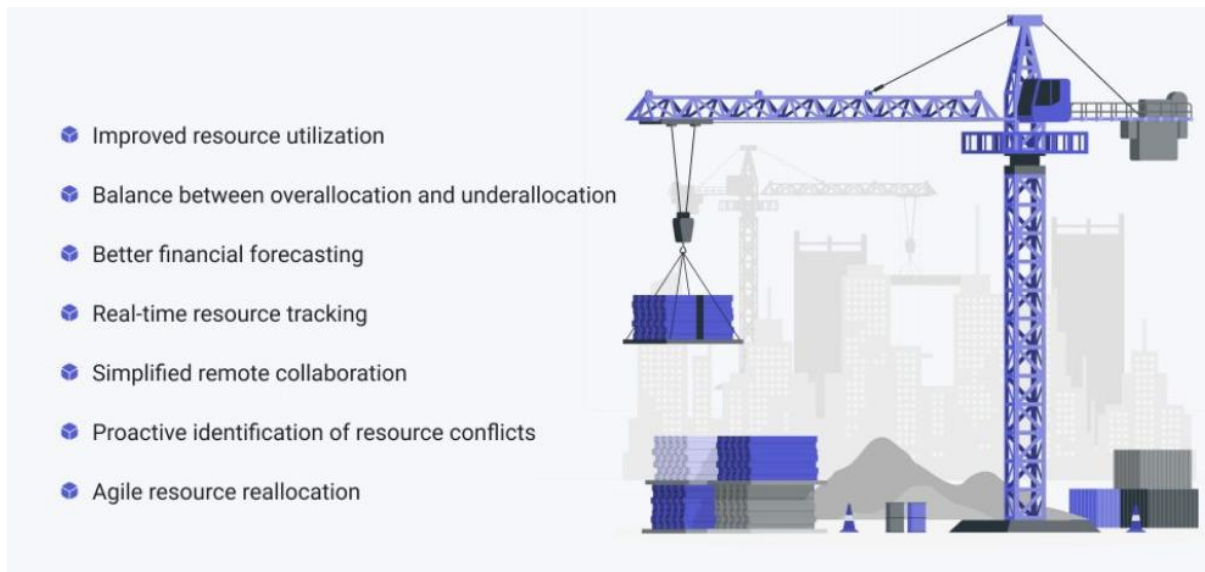 Improved resource utilization
Balance between overallocation and underallocation
Better financial forecasting
Real-time resource tracking
Simplified remote collaboration
Proactive identification of resource conflicts
Agile resource reallocation